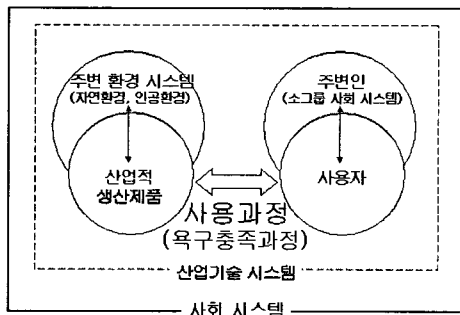 주변 환경 시스템
(자연환경, 인공환경)
주변인
(소그룹 사회 시스템)
산업적
생산제품
사용자
사용과정
(욕구충족과정)
산업기술 시스템
사회 시스템